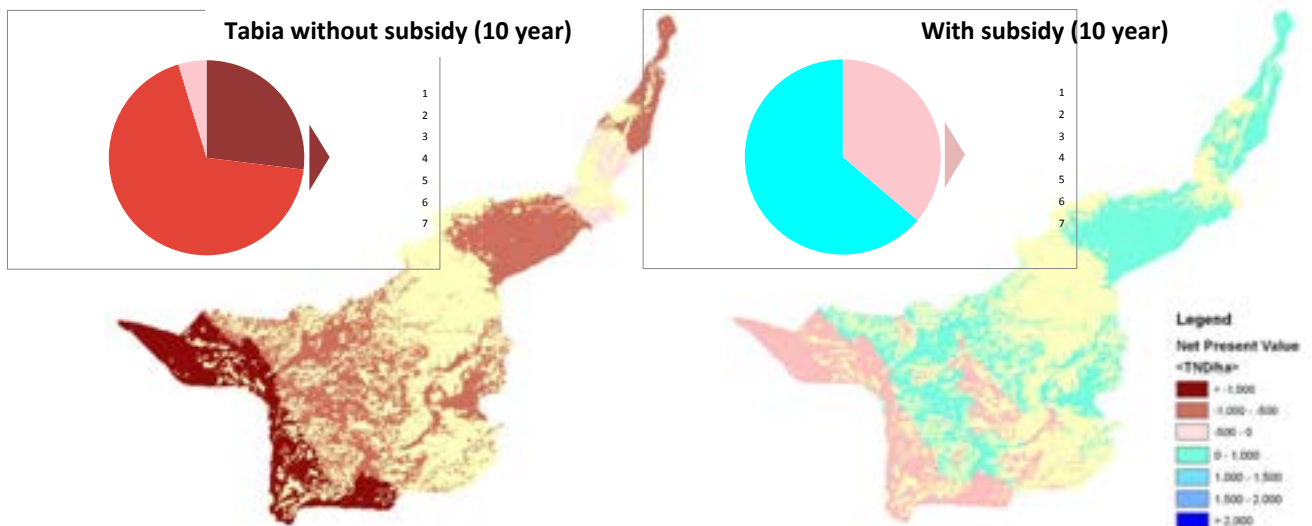 Tabia without subsidy (10 year)
1
2
3
4
5
6
7
With subsidy (10 year)
1
2
3
4
5
6
7
Legend
Net Present Value
<TND/ha>
< -1,000
-1,000 - -500
-500 - 0
0 - 1,000
1,000 - 1,500
1,500 - 2,000
> 2,000